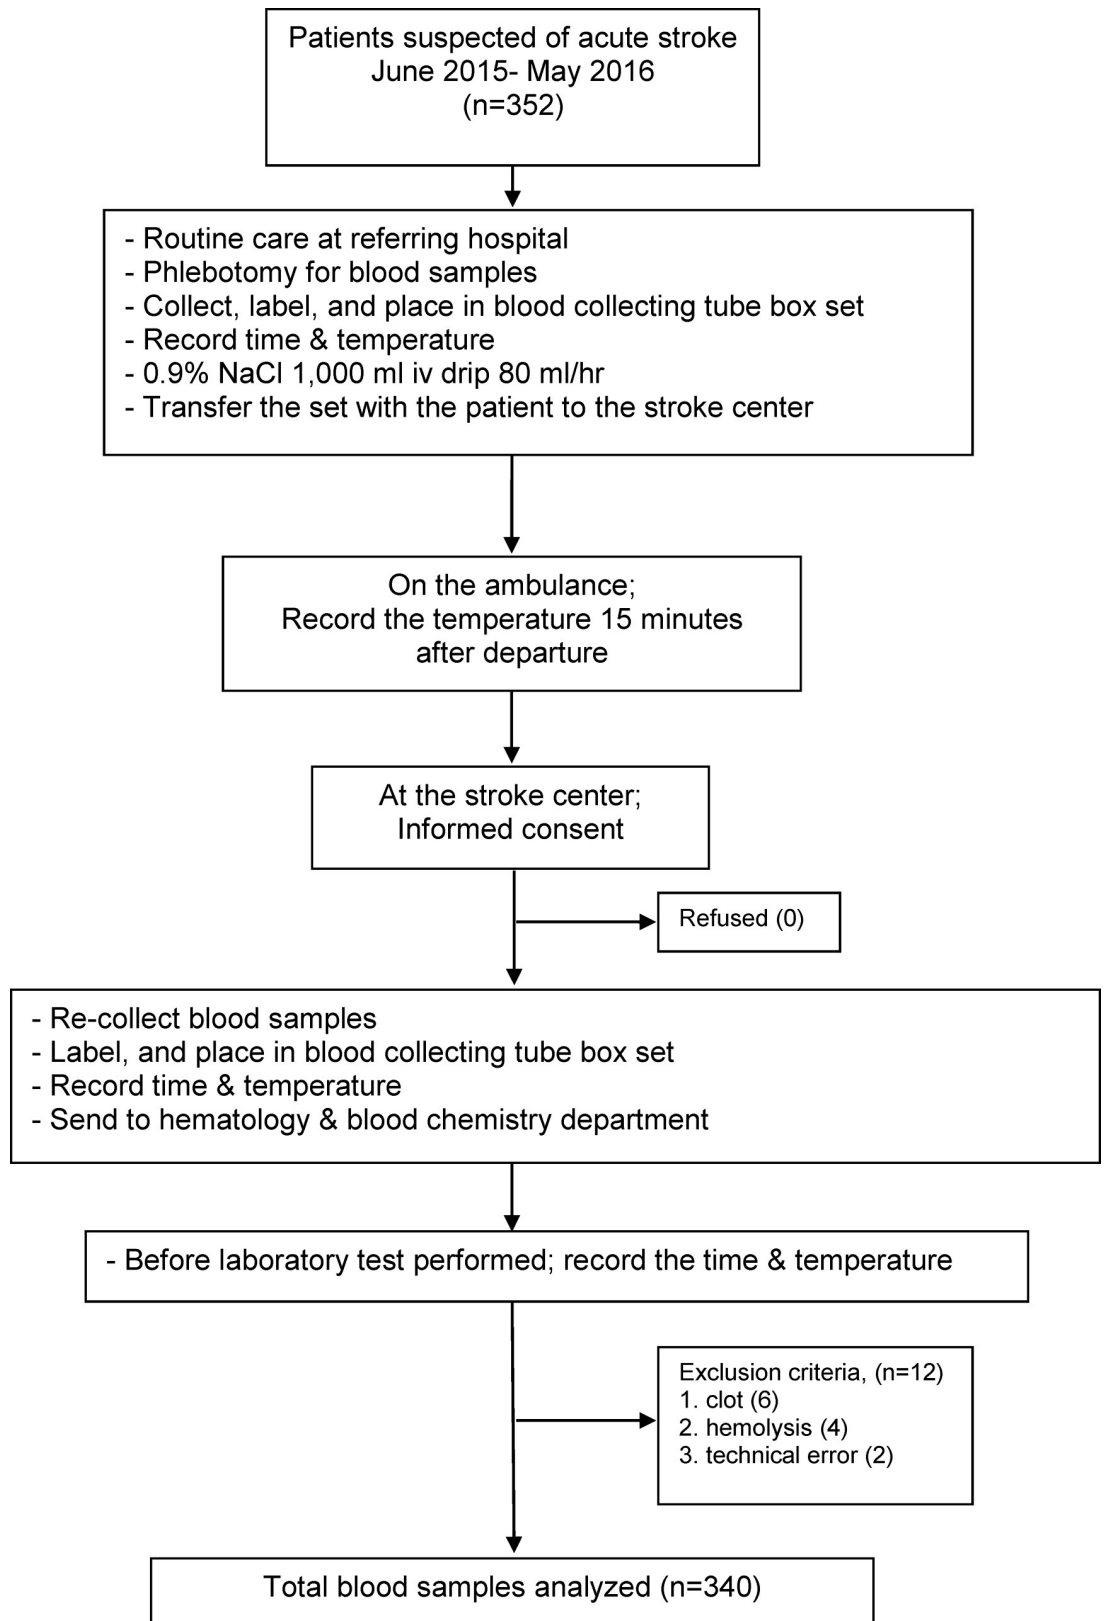 Patients suspected of acute stroke
June 2015- May 2016
(n=352)
- Routine care at referring hospital
- Phlebotomy for blood samples
- Collect, label, and place in blood collecting tube box set
- Record time & temperature
- 0.9% NaCl 1,000 ml iv drip 80 ml/hr
- Transfer the set with the patient to the stroke center
On the ambulance;
Record the temperature 15 minutes
after departure
At the stroke center;
Informed consent
Refused (0)
- Re-collect blood samples
- Label, and place in blood collecting tube box set
- Record time & temperature
- Send to hematology & blood chemistry department
- Before laboratory test performed; record the time & temperature
Exclusion criteria, (n=12)
1. clot (6)
2. hemolysis (4)
3. technical error (2)
Total blood samples analyzed (n=340)